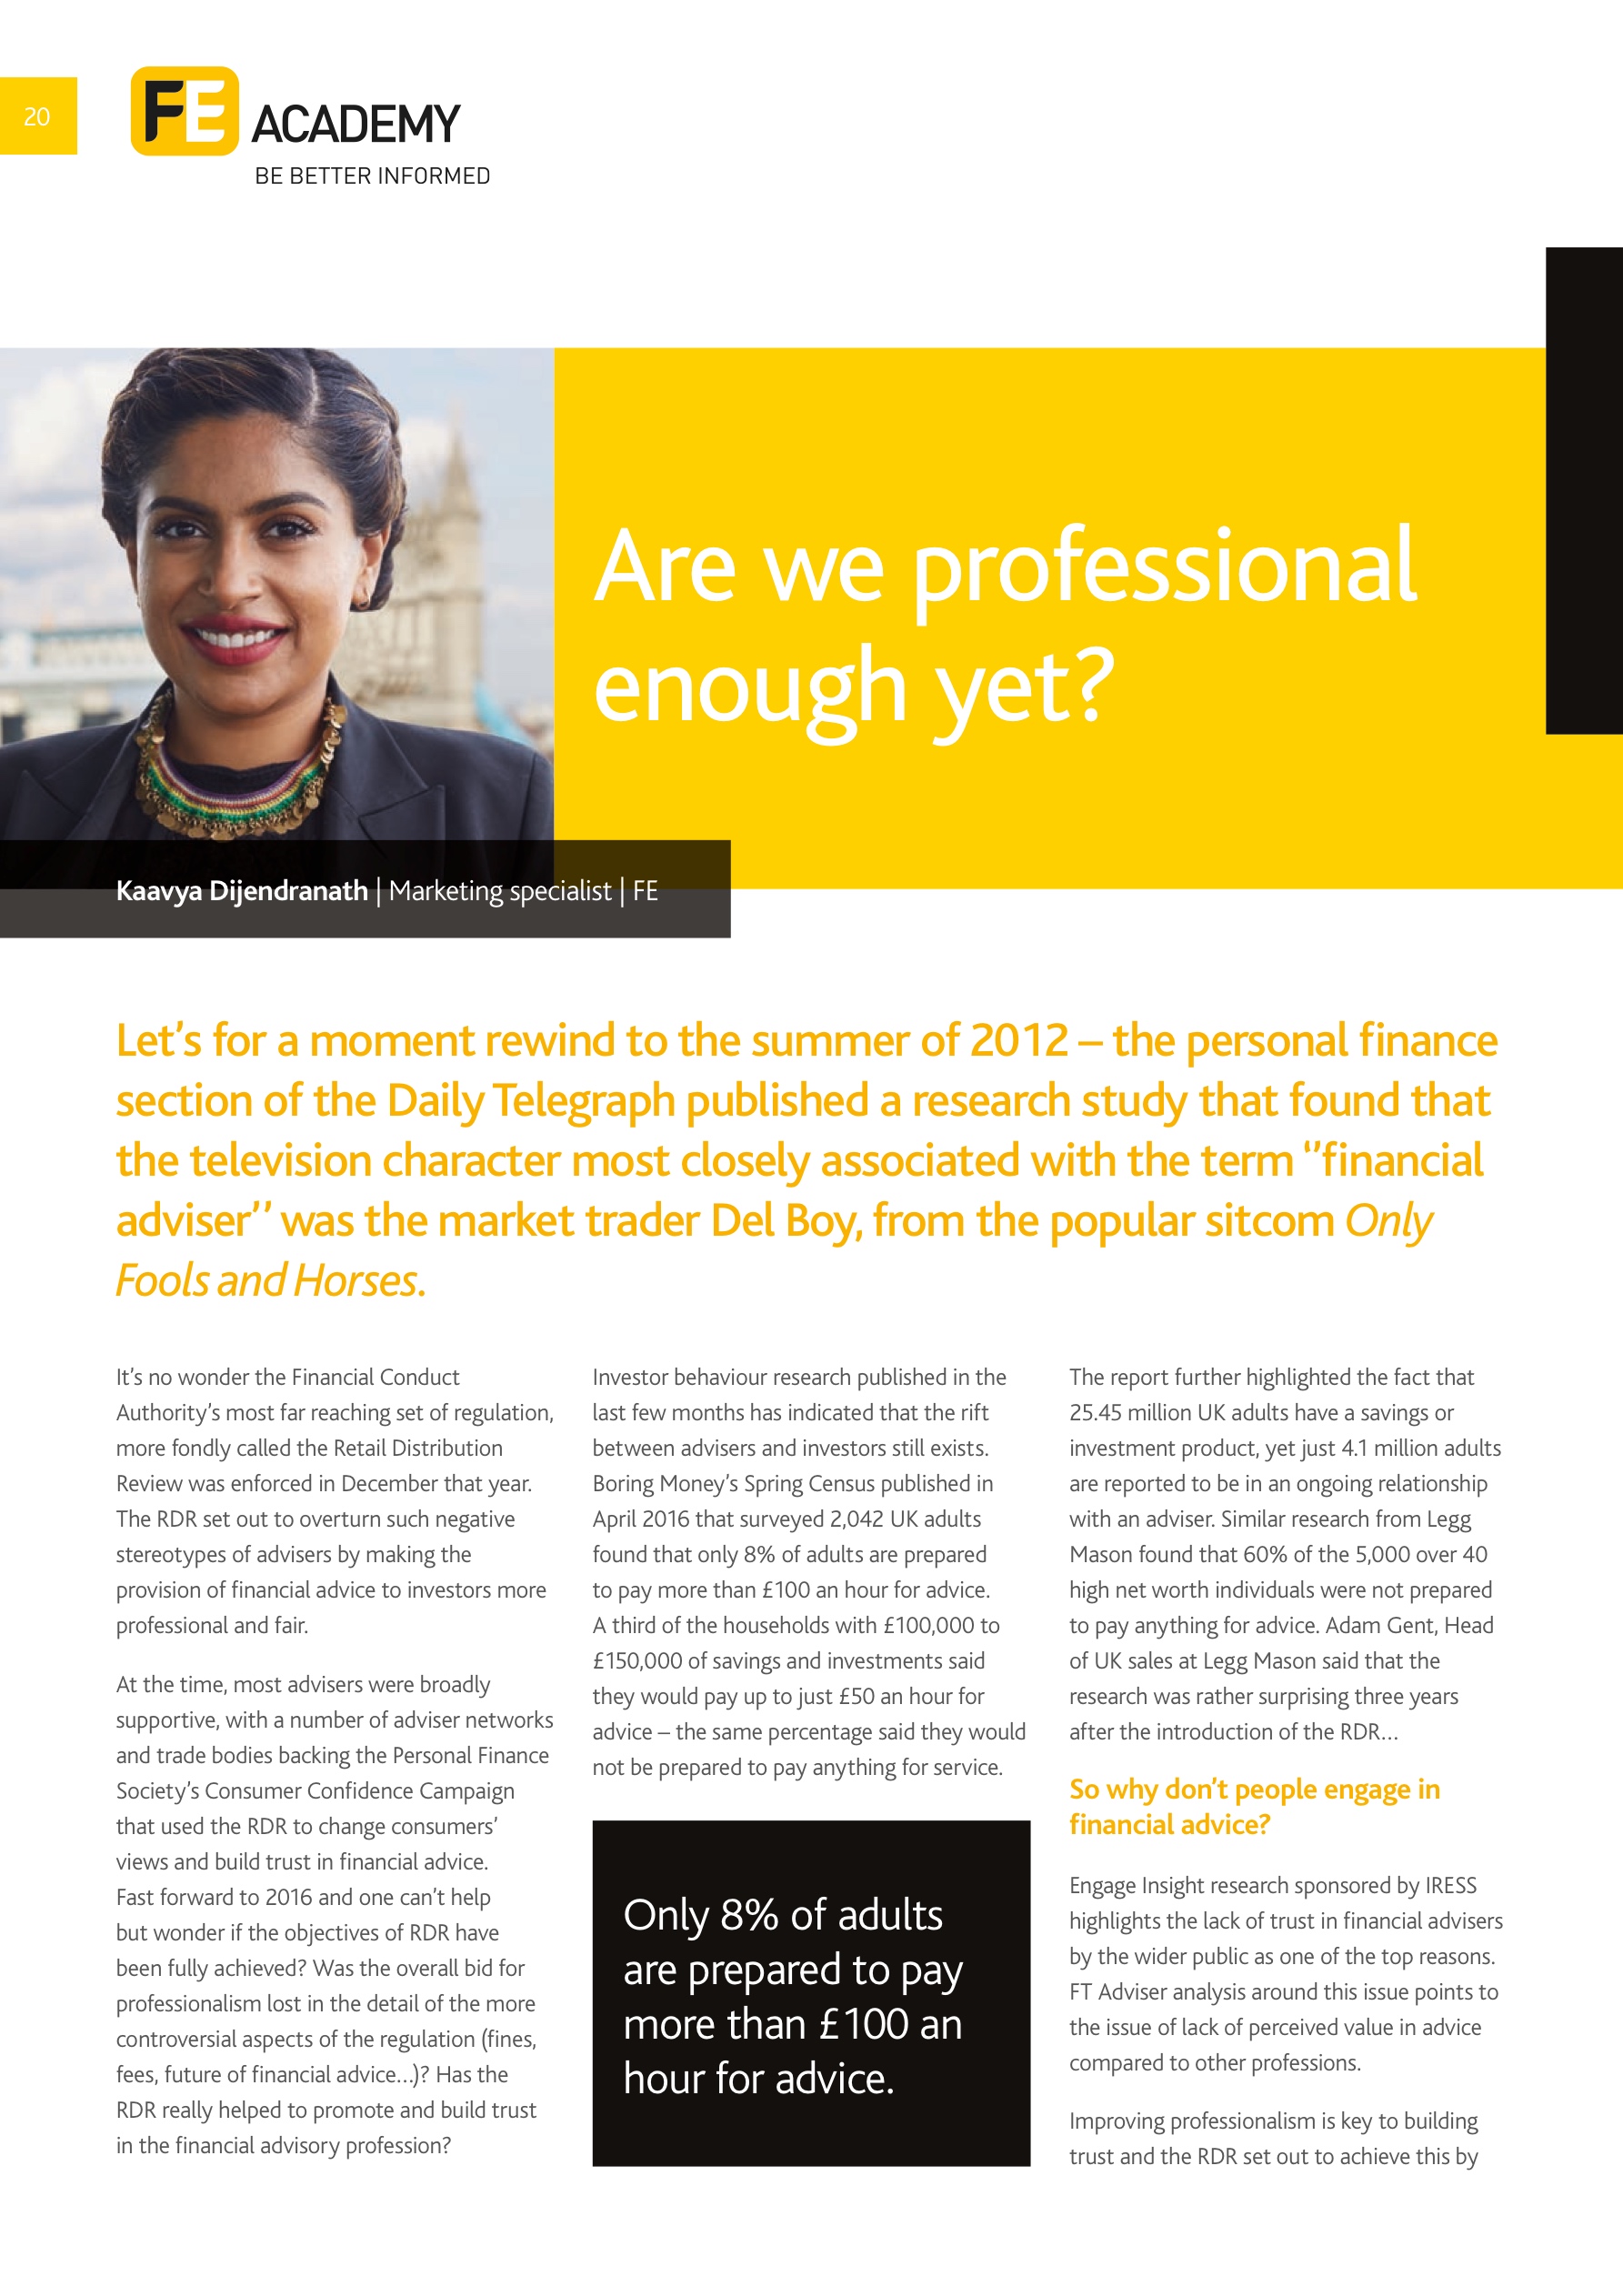 20
FE ACADEMY
BE BETTER INFORMED
Are we professional
enough yet?
Kaavya Dijendranath | Marketing specialist | FE
Let’s for a moment rewind to the summer of 2012 – the personal finance
section of the Daily Telegraph published a research study that found that
the television character most closely associated with the term “financial
adviser” was the market trader Del Boy, from the popular sitcom Only
Fools and Horses.
It’s no wonder the Financial Conduct
Authority’s most far reaching set of regulation,
more fondly called the Retail Distribution
Review was enforced in December that year.
The RDR set out to overturn such negative
stereotypes of advisers by making the
provision of financial advice to investors more
professional and fair.
At the time, most advisers were broadly
supportive, with a number of adviser networks
and trade bodies backing the Personal Finance
Society’s Consumer Confidence Campaign
that used the RDR to change consumers’
views and build trust in financial advice.
Fast forward to 2016 and one can’t help
but wonder if the objectives of RDR have
been fully achieved? Was the overall bid for
professionalism lost in the detail of the more
controversial aspects of the regulation (fines,
fees, future of financial advice…)? Has the
RDR really helped to promote and build trust
in the financial advisory profession?
Investor behaviour research published in the
last few months has indicated that the rift
between advisers and investors still exists.
Boring Money’s Spring Census published in
April 2016 that surveyed 2,042 UK adults
found that only 8% of adults are prepared
to pay more than £100 an hour for advice.
A third of the households with £100,000 to
£150,000 of savings and investments said
they would pay up to just £50 an hour for
advice – the same percentage said they would
not be prepared to pay anything for service.
Only 8% of adults
are prepared to pay
more than £100 an
hour for advice.
The report further highlighted the fact that
25.45 million UK adults have a savings or
investment product, yet just 4.1 million adults
are reported to be in an ongoing relationship
with an adviser. Similar research from Legg
Mason found that 60% of the 5,000 over 40
high net worth individuals were not prepared
to pay anything for advice. Adam Gent, Head
of UK sales at Legg Mason said that the
research was rather surprising three years
after the introduction of the RDR…
So why don’t people engage in
financial advice?
Engage Insight research sponsored by IRESS
highlights the lack of trust in financial advisers
by the wider public as one of the top reasons.
FT Adviser analysis around this issue points to
the issue of lack of perceived value in advice
compared to other professions.
Improving professionalism is key to building
trust and the RDR set out to achieve this by